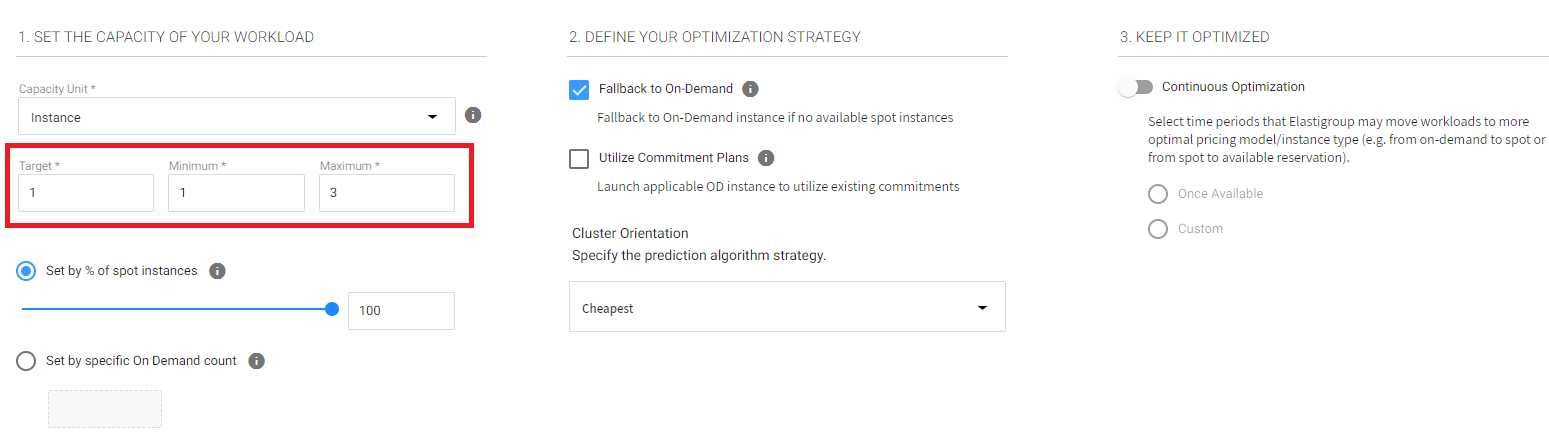 1. SET THE CAPACITY OF YOUR WORKLOAD
Capacity Unit *
Instance
Target *
Minimum *
Maximum *
1
1
3
Set by % of spot instances
100
Set by specific On Demand count
2. DEFINE YOUR OPTIMIZATION STRATEGY
Fallback to On-Demand
Fallback to On-Demand instance if no available spot instances
Utilize Commitment Plans
Launch applicable OD instance to utilize existing commitments
Cluster Orientation
Specify the prediction algorithm strategy.
Cheapest
3. KEEP IT OPTIMIZED
Continuous Optimization
Select time periods that Elastigroup may move workloads to more
optimal pricing model/instance type (e.g. from on-demand to spot or
from spot to available reservation).
Once Available
Custom